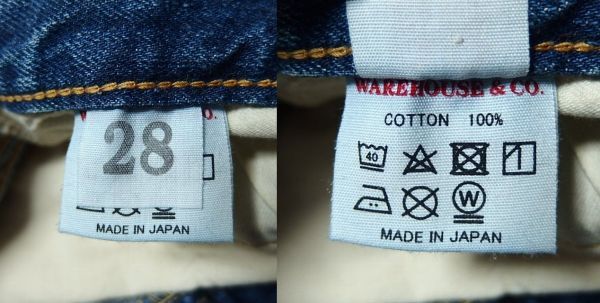 28
O.
MADE IN JAPAN
WAREHOUSE & CO.
COTTON 100%
40
W
MADE IN JAPAN